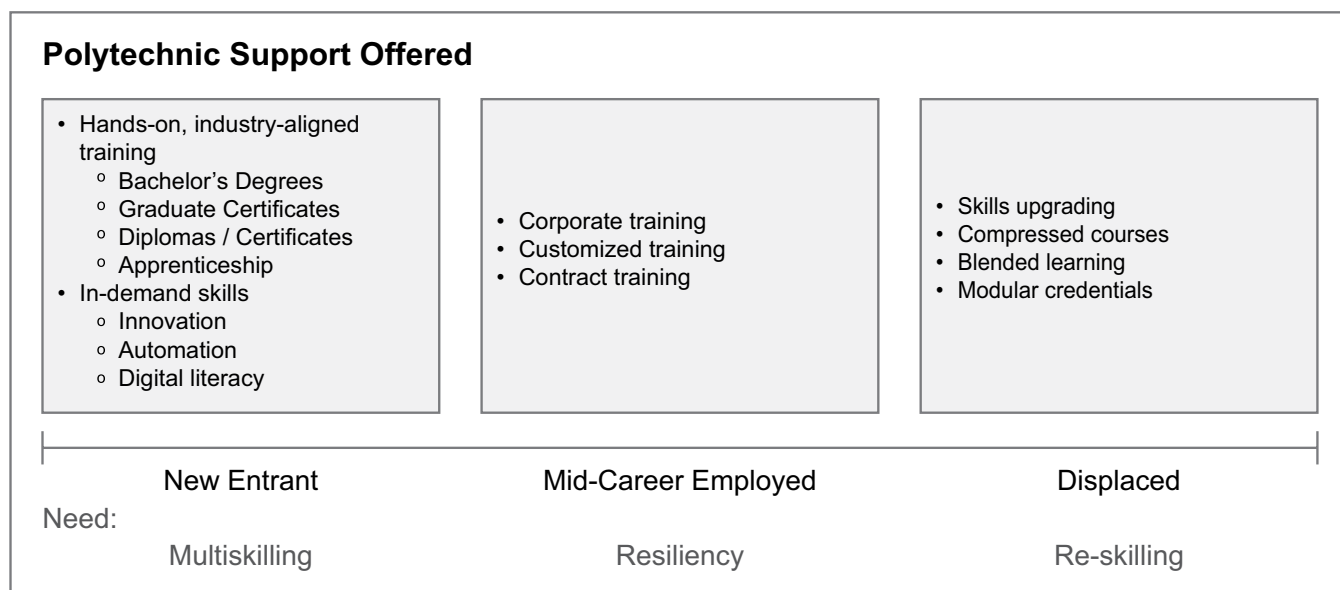 Polytechnic Support Offered
• Hands-on, industry-aligned
training
o Bachelor’s Degrees
o Graduate Certificates
o Diplomas / Certificates
o Apprenticeship
• In-demand skills
o Innovation
o Automation
o Digital literacy
• Corporate training
• Customized training
• Contract training
• Skills upgrading
• Compressed courses
• Blended learning
• Modular credentials
New Entrant
Mid-Career Employed
Displaced
Need:
Multiskilling
Resiliency
Re-skilling